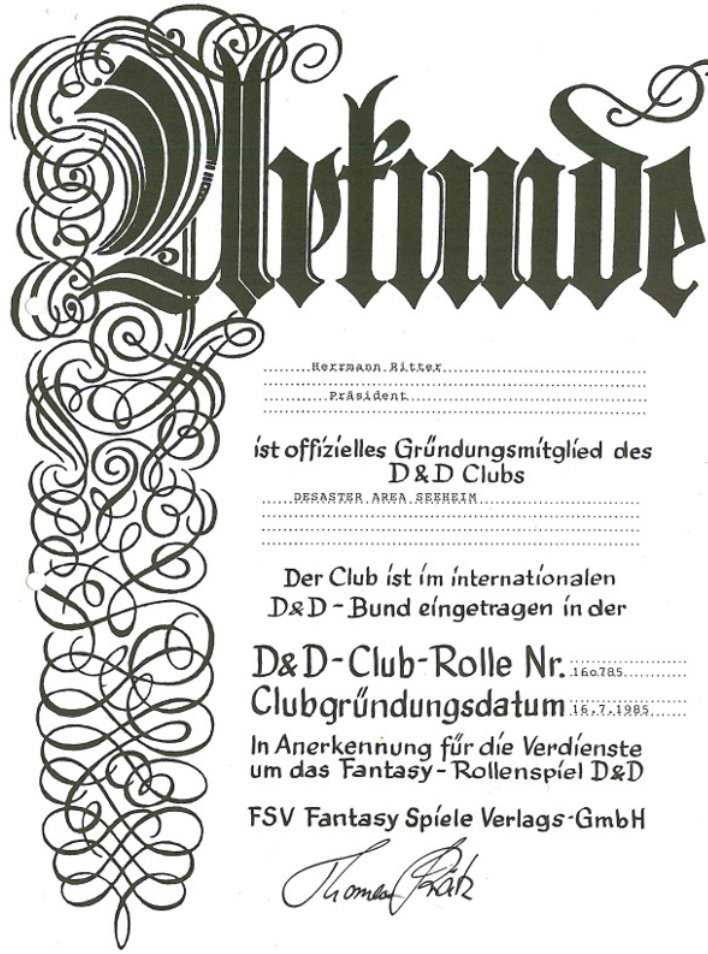 Urkunde
Herrmann Ritter
Präsident
ist offizielles Gründungsmitglied des
D&D Clubs
DESASTER AREA SEEHEIM
Der Club ist im internationalen
D&D-Bund eingetragen in der
D&D-Club-Rolle Nr. 160785
Clubgründungsdatum 16.7.1985
In Anerkennung für die Verdienste
um das Fantasy-Rollenspiel D&D
FSV Fantasy Spiele Verlags-GmbH
Thomas